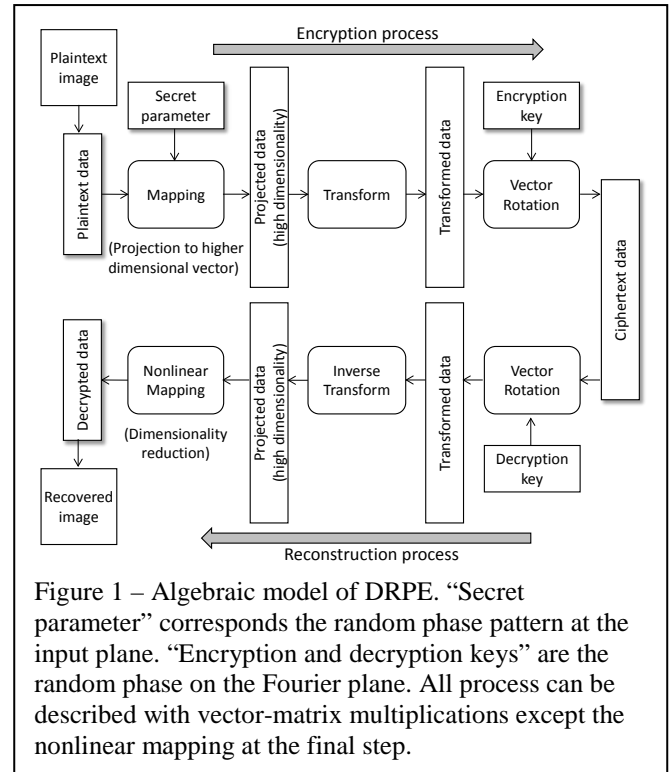 Encryption process
Plaintext
image
Secret
parameter
Encryption
key
Plaintext data
Mapping
(Projection to higher
dimensional vector)
Projected data
(high dimensionality)
Transform
Transformed data
Vector
Rotation
Ciphertext data
Decrypted data
Nonlinear
Mapping
(Dimensionality
reduction)
Projected data
(high dimensionality)
Inverse
Transform
Transformed data
Vector
Rotation
Recovered
image
Decryption
key
Reconstruction process
Figure 1 – Algebraic model of DRPE. “Secret
parameter” corresponds the random phase pattern at the
input plane. “Encryption and decryption keys” are the
random phase on the Fourier plane. All process can be
described with vector-matrix multiplications except the
nonlinear mapping at the final step.